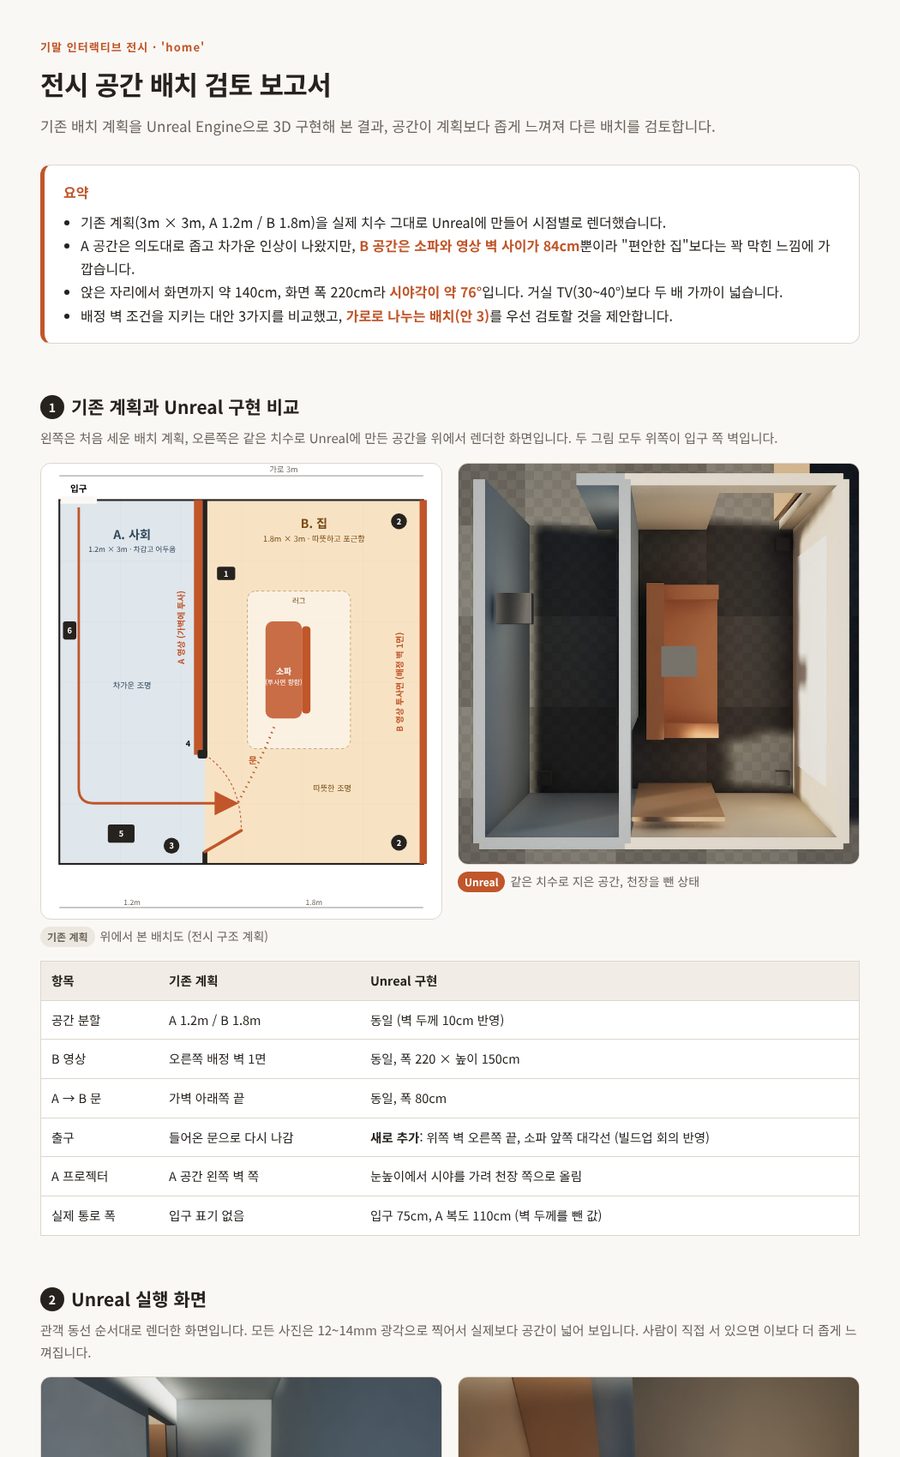 기말 인터랙티브 전시 · 'home'
전시 공간 배치 검토 보고서
기존 배치 계획을 Unreal Engine으로 3D 구현해 본 결과, 공간이 계획보다 좁게 느껴져 다른 배치를 검토합니다.
요약
• 기존 계획(3m × 3m, A 1.2m / B 1.8m)을 실제 치수 그대로 Unreal에 만들어 시점별로 렌더했습니다.
• A 공간은 의도대로 좁고 차가운 인상이 나왔지만, B 공간은 소파와 영상 벽 사이가 84cm뿐이라 "편안한 집"보다는 꽉 막힌 느낌에 가
깝습니다.
• 앉은 자리에서 화면까지 약 140cm, 화면 폭 220cm라 시야각이 약 76°입니다. 거실 TV(30~40°)보다 두 배 가까이 넓습니다.
• 배정 벽 조건을 지키는 대안 3가지를 비교했고, 가로로 나누는 배치(안 3)를 우선 검토할 것을 제안합니다.
1 기존 계획과 Unreal 구현 비교
왼쪽은 처음 세운 배치 계획, 오른쪽은 같은 치수로 Unreal에 만든 공간을 위에서 렌더한 화면입니다. 두 그림 모두 위쪽이 입구 쪽 벽입니다.
가로 3m
입구
A. 사회
1.2m × 3m · 차갑고 어두움
B. 집
1.8m × 3m · 따뜻하고 포근함
2
1
러그
6
A 영상 (가벽에 투사)
소파
(투사면 향함)
B 영상 투사면 (배정 벽 1면)
차가운 조명
4
문
따뜻한 조명
5
3
2
1.2m
1.8m
기존 계획 위에서 본 배치도 (전시 구조 계획)
Unreal 같은 치수로 지은 공간, 천장을 뺀 상태
항목 기존 계획 Unreal 구현
공간 분할 A 1.2m / B 1.8m 동일 (벽 두께 10cm 반영)
B 영상 오른쪽 배정 벽 1면 동일, 폭 220 × 높이 150cm
A → B 문 가벽 아래쪽 끝 동일, 폭 80cm
출구 들어온 문으로 다시 나감 새로 추가: 위쪽 벽 오른쪽 끝, 소파 앞쪽 대각선 (빌드업 회의 반영)
A 프로젝터 A 공간 왼쪽 벽 쪽 눈높이에서 시야를 가려 천장 쪽으로 올림
실제 통로 폭 입구 표기 없음 입구 75cm, A 복도 110cm (벽 두께를 뺀 값)
2 Unreal 실행 화면
관객 동선 순서대로 렌더한 화면입니다. 모든 사진은 12~14mm 광각으로 찍어서 실제보다 공간이 넓어 보입니다. 사람이 직접 서 있으면 이보다 더 좁게 느
껴집니다.